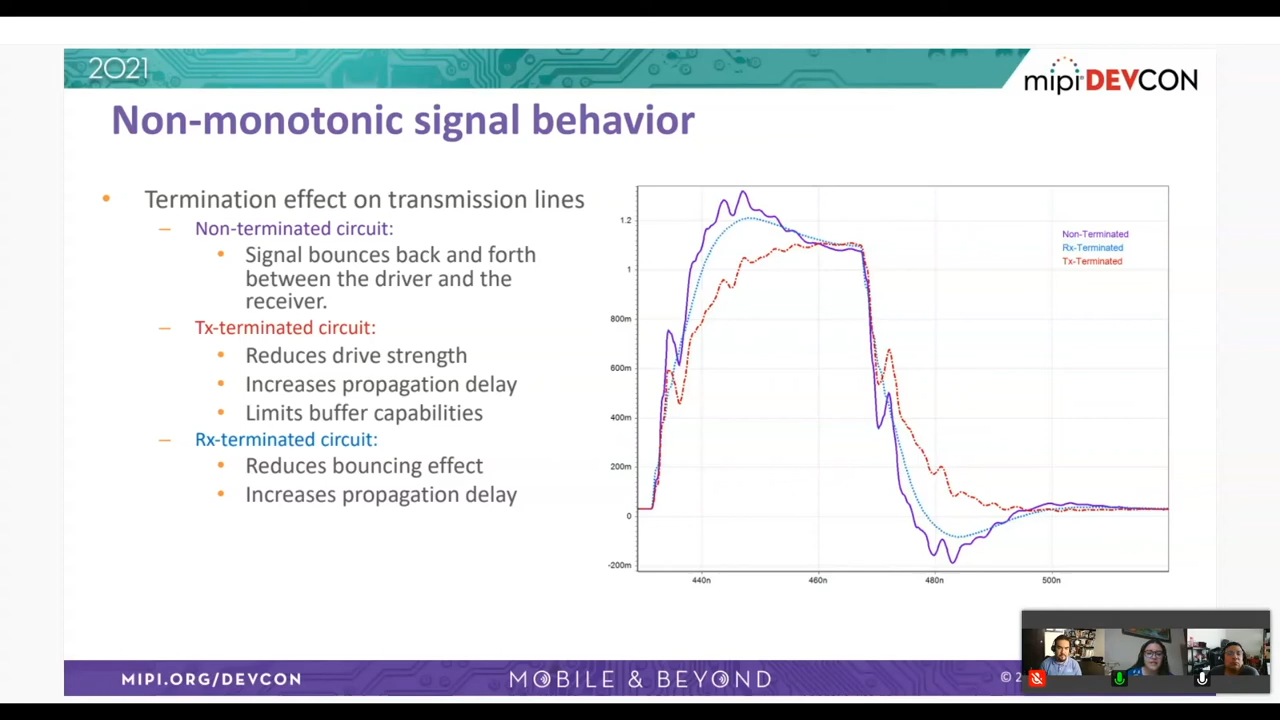 2021
mipi DEVCON
Non-monotonic signal behavior
• Termination effect on transmission lines
– Non-terminated circuit:
• Signal bounces back and forth
between the driver and the
receiver.
– Tx-terminated circuit:
• Reduces drive strength
• Increases propagation delay
• Limits buffer capabilities
– Rx-terminated circuit:
• Reduces bouncing effect
• Increases propagation delay
Non-Terminated
Rx-Terminated
Tx-Terminated
1.2
1
800m
600m
400m
200m
0
-200m
440n 460n 480n 500n
MIPI.ORG/DEVCON
MOBILE & BEYOND
© 2